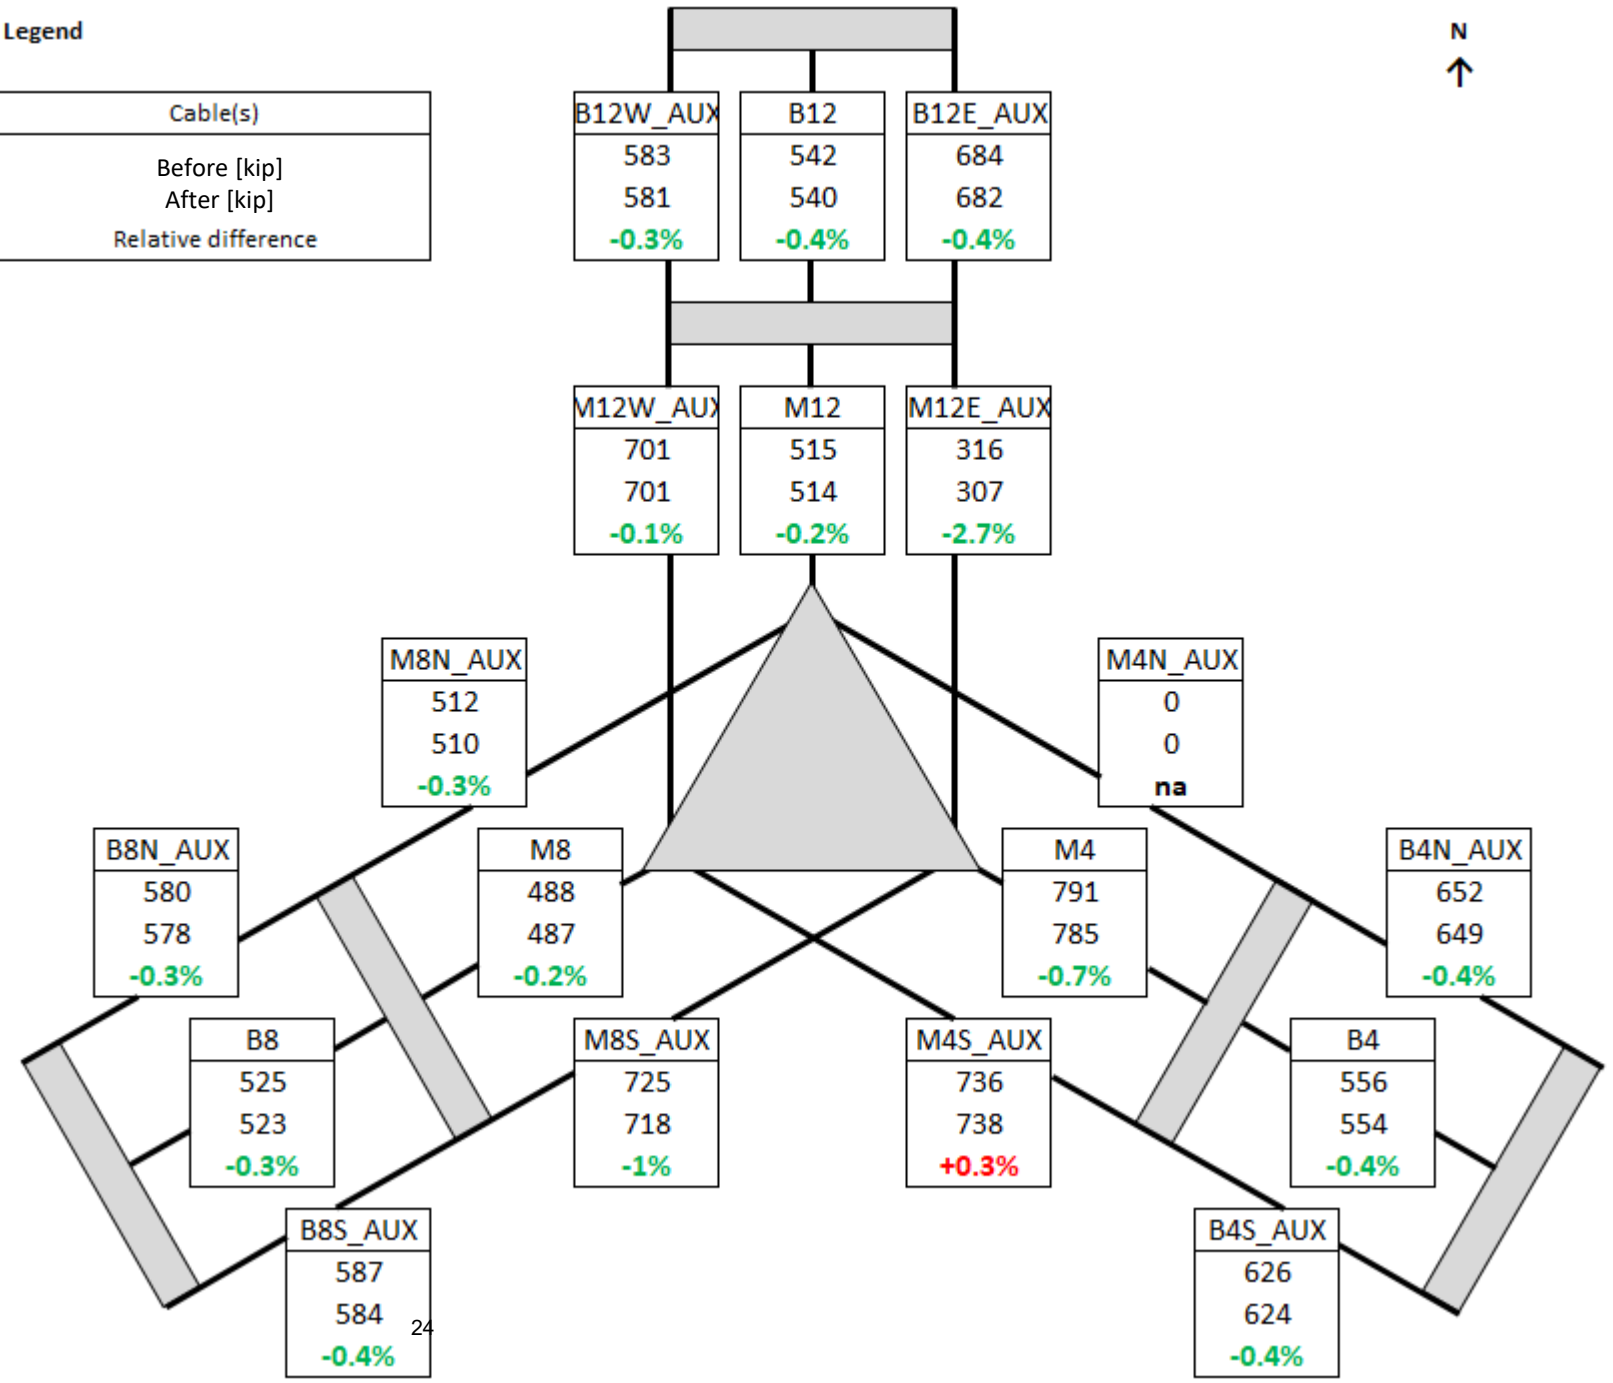 Legend
N
↑
Cable(s)
Before [kip]
After [kip]
Relative difference
B12W_AUX
583
581
-0.3%
B12
542
540
-0.4%
B12E_AUX
684
682
-0.4%
M12W_AUX
701
701
-0.1%
M12
515
514
-0.2%
M12E_AUX
316
307
-2.7%
M8N_AUX
512
510
-0.3%
M4N_AUX
0
0
na
B8N_AUX
580
578
-0.3%
M8
488
487
-0.2%
M4
791
785
-0.7%
B4N_AUX
652
649
-0.4%
B8
525
523
-0.3%
M8S_AUX
725
718
-1%
M4S_AUX
736
738
+0.3%
B4
556
554
-0.4%
B8S_AUX
587
584
-0.4%
24
B4S_AUX
626
624
-0.4%